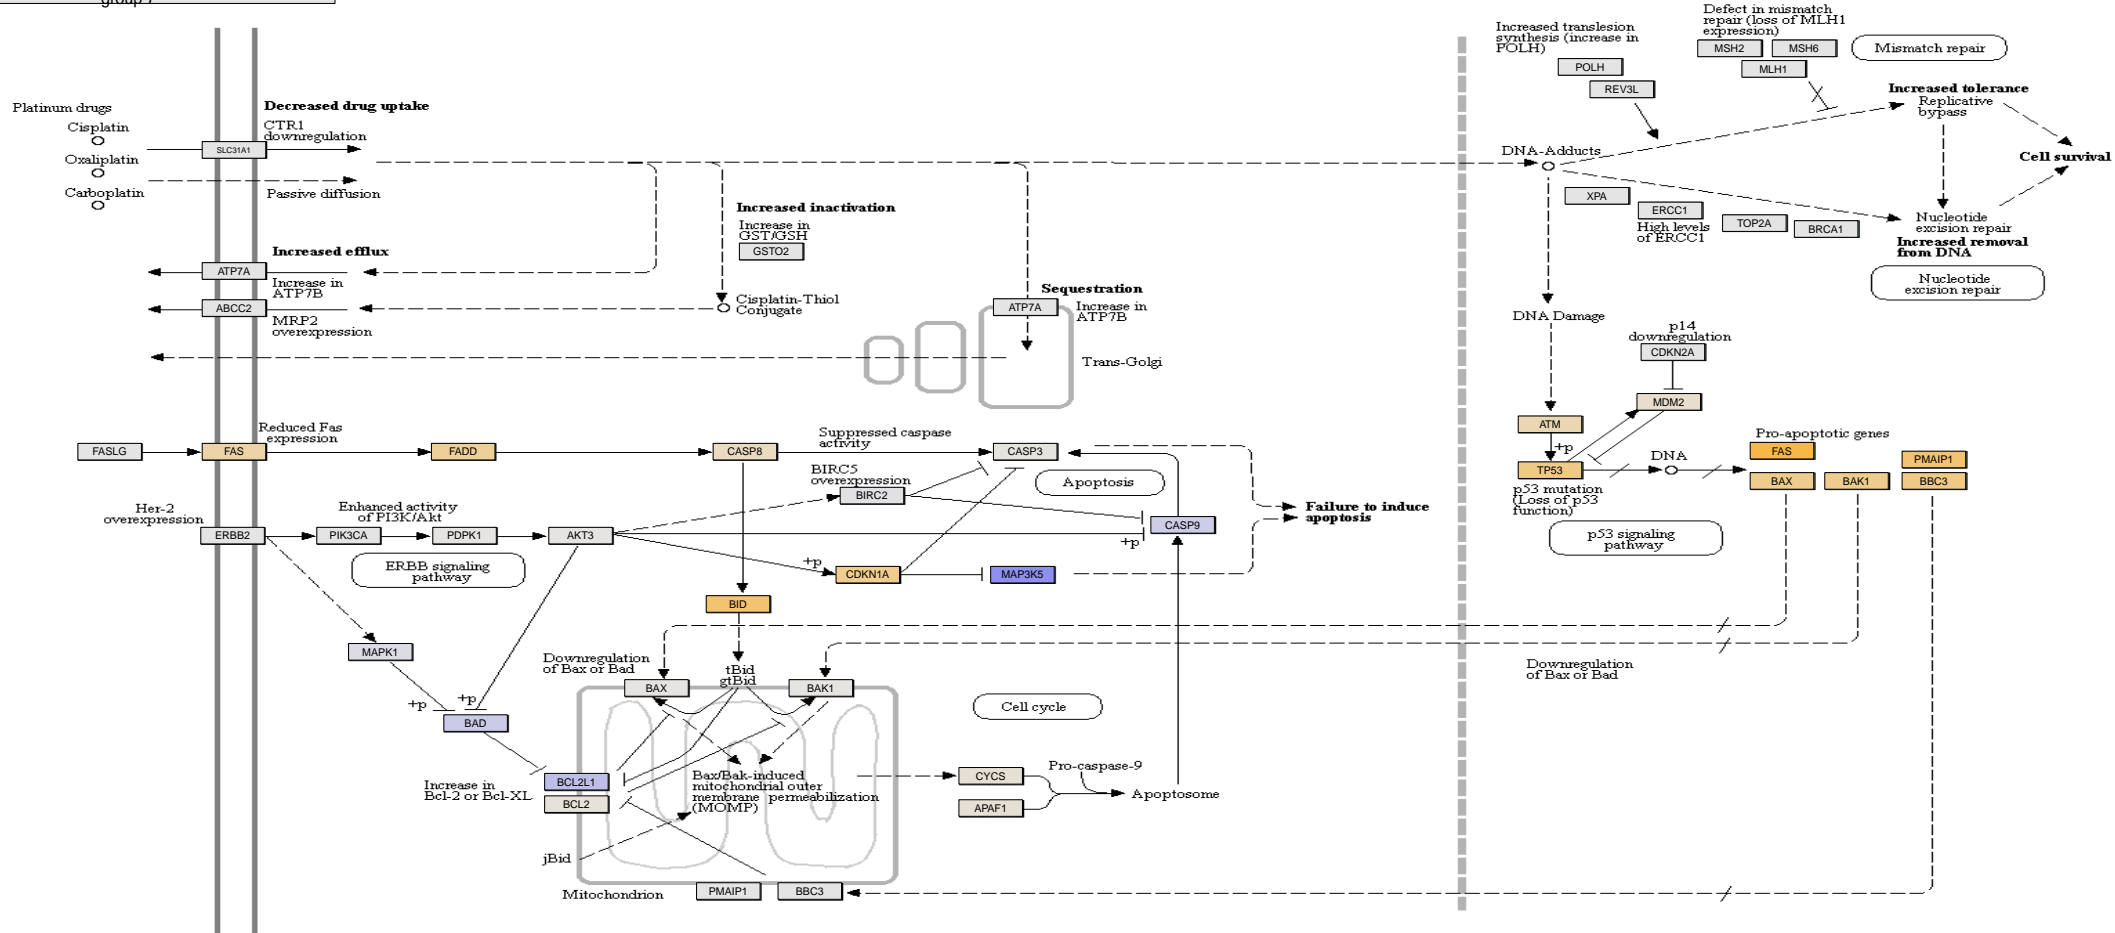 group 7
Platinum drugs
Cisplatin
Oxaliplatin
Carboplatin
Decreased drug uptake
CTR1
downregulation
SLC31A1
Passive diffusion
Increased efflux
ATP7A
Increase in
ATP7B
ABCC2
MRP2
overexpression
Increased inactivation
Increase in
GST/GSH
GSTO2
Cisplatin-Thiol
Conjugate
Sequestration
ATP7A
Increase in
ATP7B
Trans-Golgi
Increased translesion
synthesis (increase in
POLH)
POLH
REV3L
Defect in mismatch
repair (loss of MLH1
expression)
MSH2
MSH6
MLH1
Mismatch repair
Increased tolerance
Replicative
bypass
Cell survival
DNA-Adducts
XPA
ERCC1
High levels
of ERCC1
TOP2A
BRCA1
Nucleotide
excision repair
Increased removal
from DNA
Nucleotide
excision repair
DNA Damage
p14
downregulation
CDKN2A
MDM2
ATM
+p
TP53
p53 mutation
(Loss of p53
function)
DNA
Pro-apoptotic genes
FAS
PMAIP1
BAX
BAK1
BBC3
p53 signaling
pathway
FASLG
FAS
Reduced Fas
expression
FADD
CASP8
Suppressed caspase
activity
CASP3
BIRC5
overexpression
BIRC2
Apoptosis
Failure to induce
apoptosis
Her-2
overexpression
ERBB2
Enhanced activity
of PI3K/Akt
PIK3CA
PDPK1
AKT3
ERBB signaling
pathway
CASP9
+p
+p
CDKN1A
MAP3K5
BID
MAPK1
+p
+p
BAD
Downregulation
of Bax or Bad
tBid
gtBid
BAX
BAK1
Downregulation
of Bax or Bad
Cell cycle
Increase in
Bcl-2 or Bcl-XL
BCL2L1
BCL2
Bax/Bak-induced
mitochondrial outer
membrane permeabilization
(MOMP)
CYCS
APAF1
Pro-caspase-9
Apoptosome
jBid
Mitochondrion
PMAIP1
BBC3